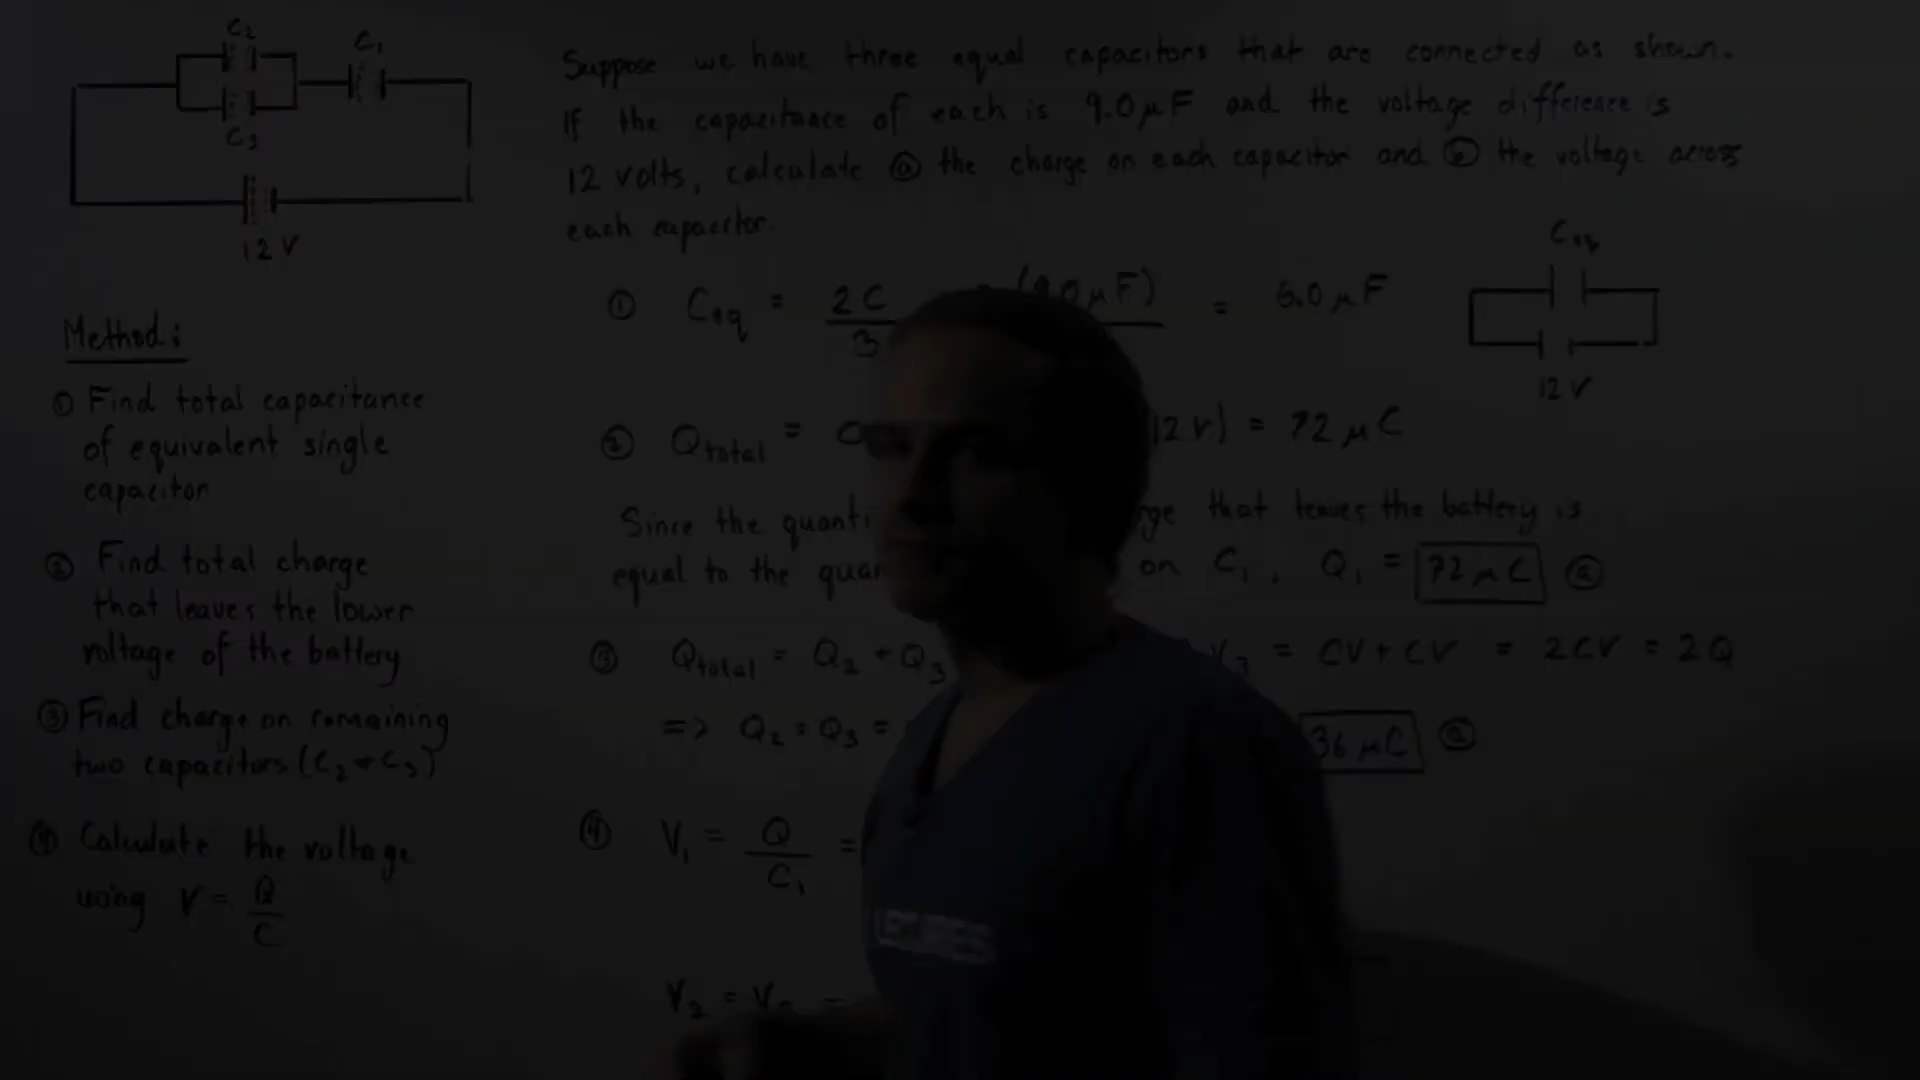 C₂
C₁
C₃
12 V
Suppose we have three equal capacitors that are connected as shown.
If the capacitance of each is 9.0 μF and the voltage difference is
12 volts, calculate ⓐ the charge on each capacitor and the voltage across
each capacitor.
Method:
① Find total capacitance
of equivalent single
capacitor
② Find total charge
that leaves the lower
voltage of the battery
③ Find charge on remaining
two capacitors (C₂ + C₃)
④ Calculate the voltage
using V = Q/C
① Ceq = 2C/3 = (9.0 μF) = 6.0 μF
Ceq
12 V
② Qtotal = 12 V) = 72 μC
Since the that leaves the battery is
equal to the on C₁, Q₁ = 72 μC ⓐ
③ Qtotal = Q₂ + Q₃ V₃ = CV + CV = 2CV = 2Q
=> Q₂ = Q₃ = 36 μC ⓐ
④ V₁ = Q/C₁ =
V₂ = =
LECTURES